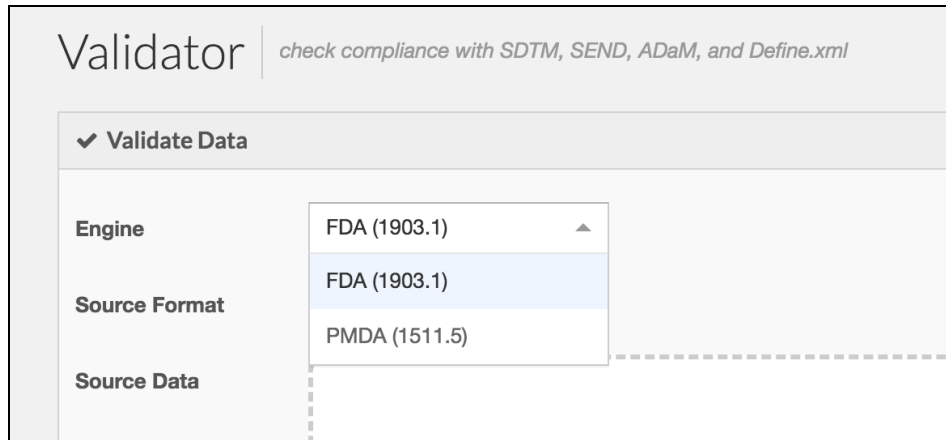 Validator check compliance with SDTM, SEND, ADaM, and Define.xml
Validate Data
Engine FDA (1903.1)
FDA (1903.1)
Source Format
PMDA (1511.5)
Source Data